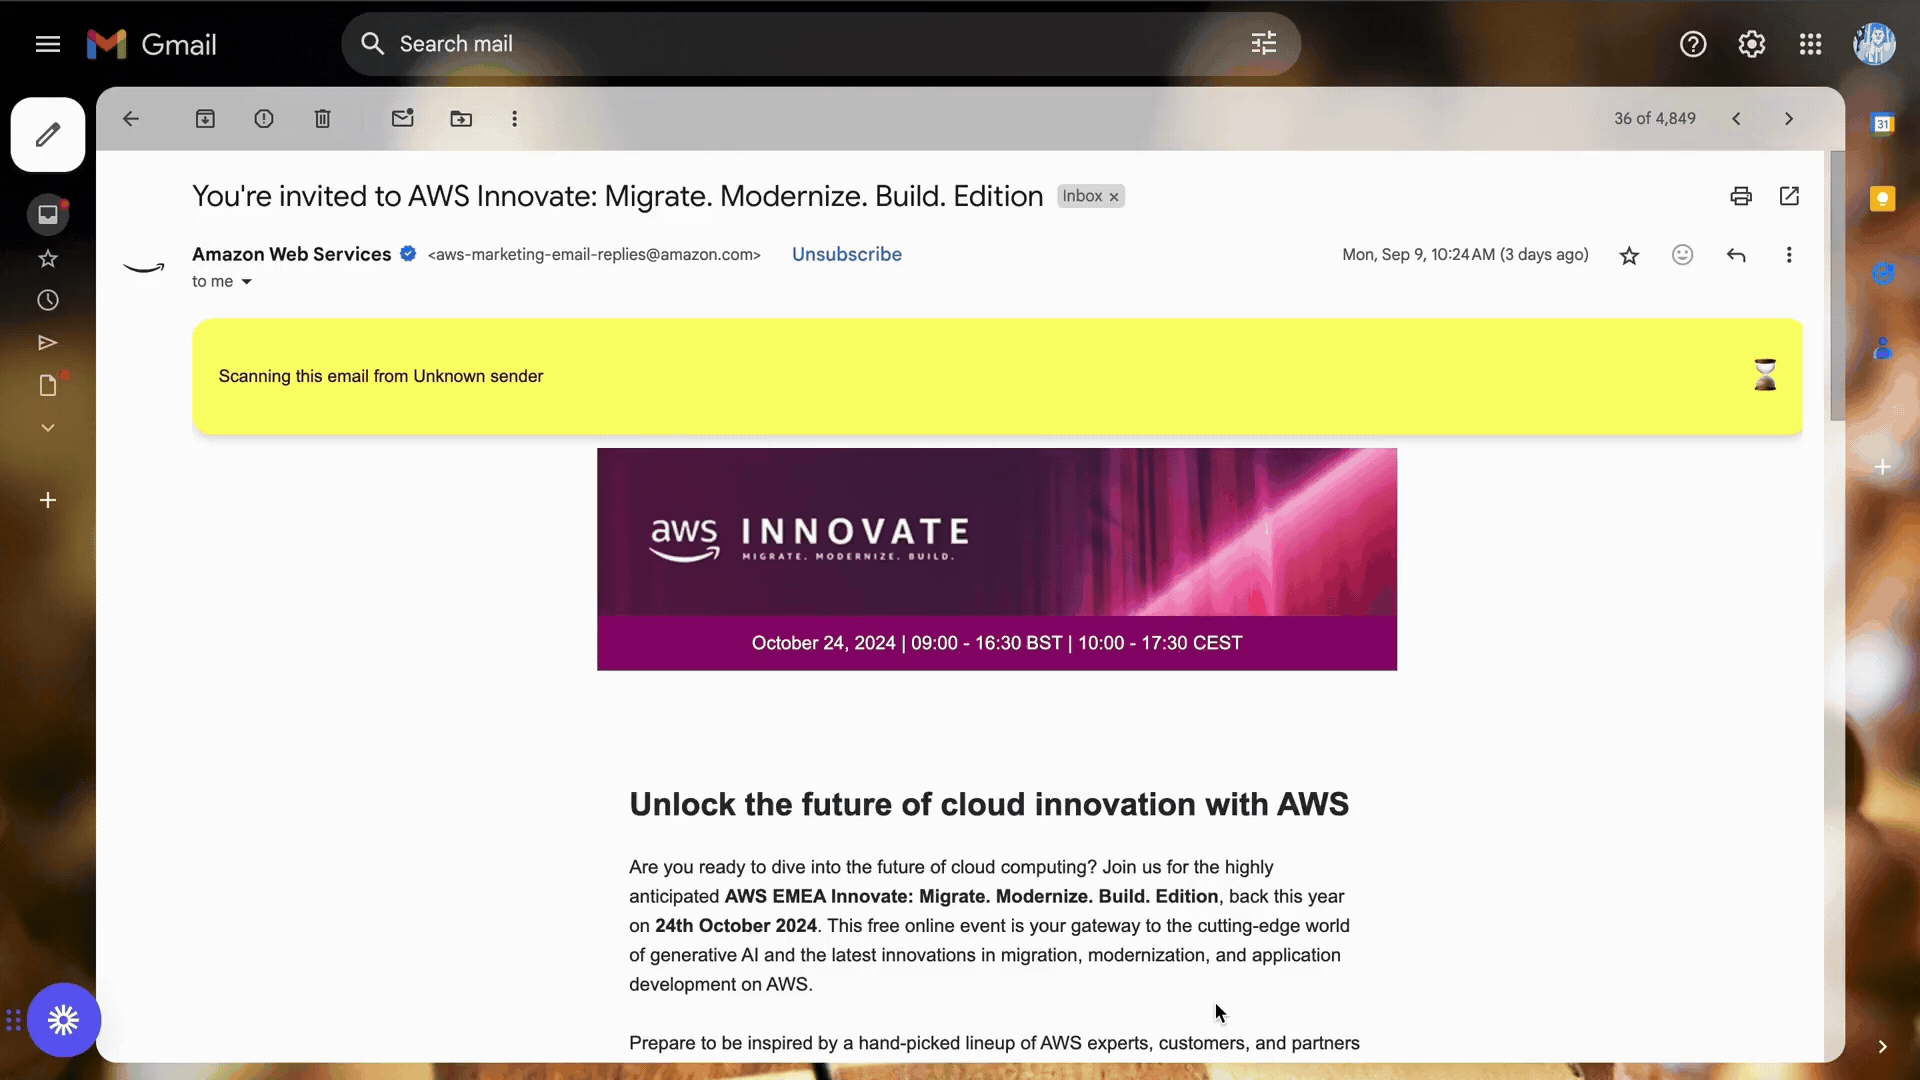 Gmail
Search mail
36 of 4,849
31
You're invited to AWS Innovate: Migrate. Modernize. Build. Edition
Inbox ×
Amazon Web Services <aws-marketing-email-replies@amazon.com> Unsubscribe
Mon, Sep 9, 10:24 AM (3 days ago)
to me
Scanning this email from Unknown sender
aws INNOVATE
MIGRATE. MODERNIZE. BUILD.
October 24, 2024 | 09:00 - 16:30 BST | 10:00 - 17:30 CEST
Unlock the future of cloud innovation with AWS
Are you ready to dive into the future of cloud computing? Join us for the highly
anticipated AWS EMEA Innovate: Migrate. Modernize. Build. Edition, back this year
on 24th October 2024. This free online event is your gateway to the cutting-edge world
of generative AI and the latest innovations in migration, modernization, and application
development on AWS.
Prepare to be inspired by a hand-picked lineup of AWS experts, customers, and partners